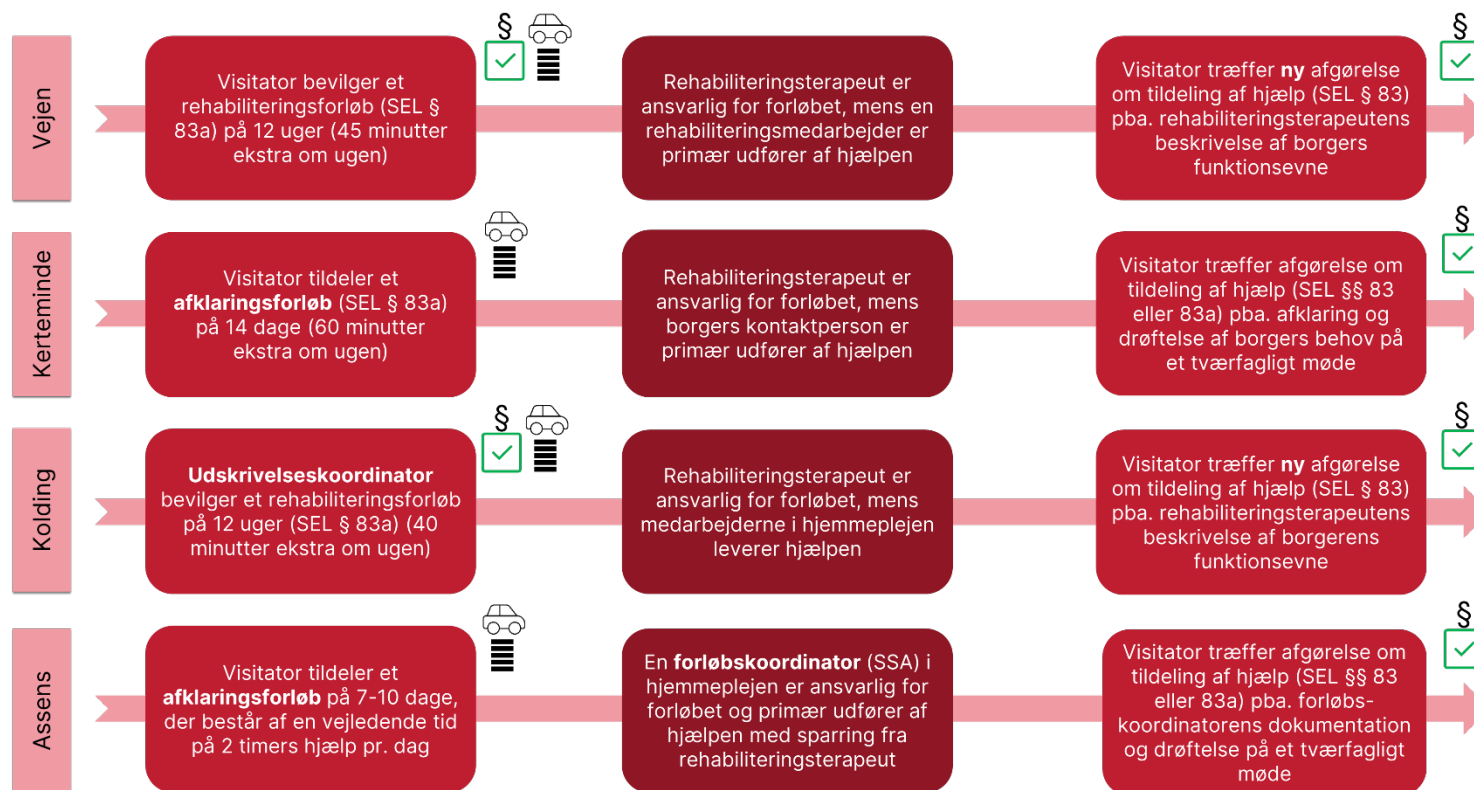 Vejen
§
Visitator bevilger et
rehabiliteringsforløb (SEL §
83a) på 12 uger (45 minutter
ekstra om ugen)
Rehabiliteringsterapeut er
ansvarlig for forløbet, mens en
rehabiliteringsmedarbejder er
primær udfører af hjælpen
§
Visitator træffer ny afgørelse
om tildeling af hjælp (SEL § 83)
pba. rehabiliteringsterapeutens
beskrivelse af borgers
funktionsevne
Kerteminde
Visitator tildeler et
afklaringsforløb (SEL § 83a)
på 14 dage (60 minutter
ekstra om ugen)
Rehabiliteringsterapeut er
ansvarlig for forløbet, mens
borgers kontaktperson er
primær udfører af hjælpen
§
Visitator træffer afgørelse om
tildeling af hjælp (SEL §§ 83
eller 83a) pba. afklaring og
drøftelse af borgers behov på
et tværfagligt møde
Kolding
§
Udskrivelseskoordinator
bevilger et rehabiliteringsforløb
på 12 uger (SEL § 83a) (40
minutter ekstra om ugen)
Rehabiliteringsterapeut er
ansvarlig for forløbet, mens
medarbejderne i hjemmeplejen
leverer hjælpen
§
Visitator træffer ny afgørelse
om tildeling af hjælp (SEL § 83)
pba. rehabiliteringsterapeutens
beskrivelse af borgerens
funktionsevne
Assens
Visitator tildeler et
afklaringsforløb på 7-10 dage,
der består af en vejledende tid
på 2 timers hjælp pr. dag
En forløbskoordinator (SSA) i
hjemmeplejen er ansvarlig for
forløbet og primær udfører af
hjælpen med sparring fra
rehabiliteringsterapeut
§
Visitator træffer afgørelse om
tildeling af hjælp (SEL §§ 83
eller 83a) pba. forløbs-
koordinatorens dokumentation
og drøftelse på et tværfagligt
møde